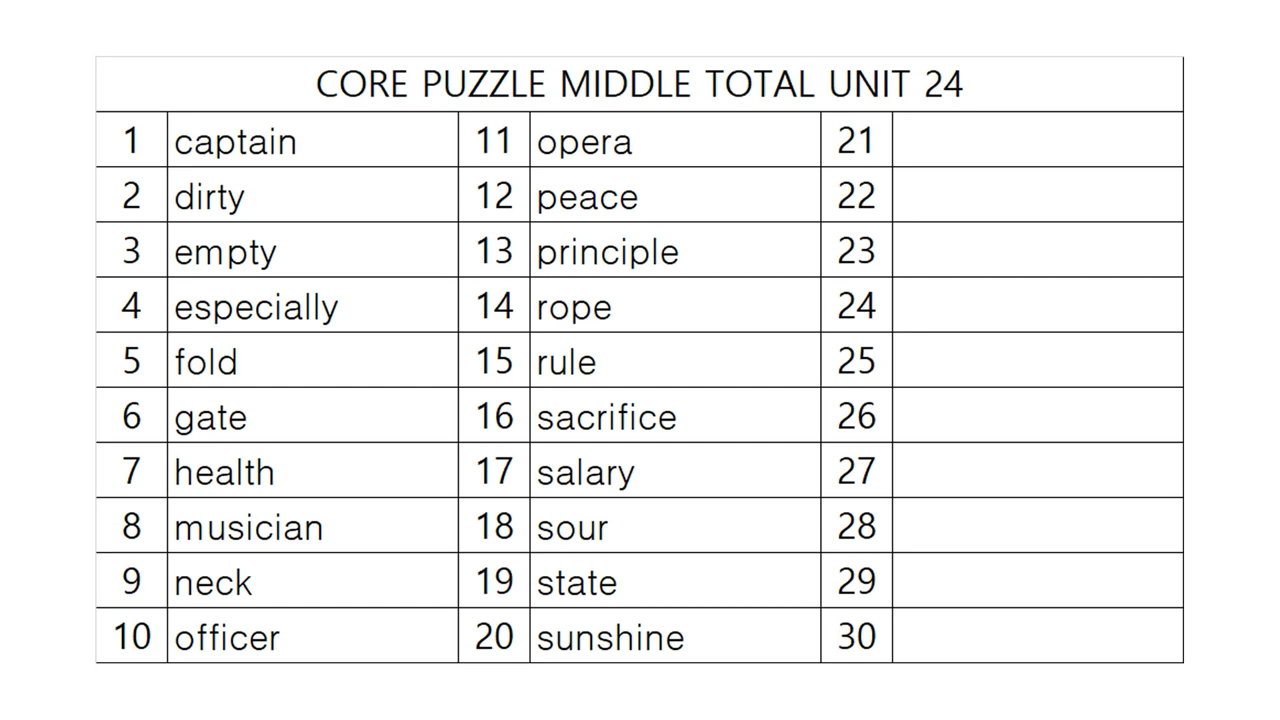 CORE PUZZLE MIDDLE TOTAL UNIT 24
1 captain 11 opera 21
2 dirty 12 peace 22
3 empty 13 principle 23
4 especially 14 rope 24
5 fold 15 rule 25
6 gate 16 sacrifice 26
7 health 17 salary 27
8 musician 18 sour 28
9 neck 19 state 29
10 officer 20 sunshine 30